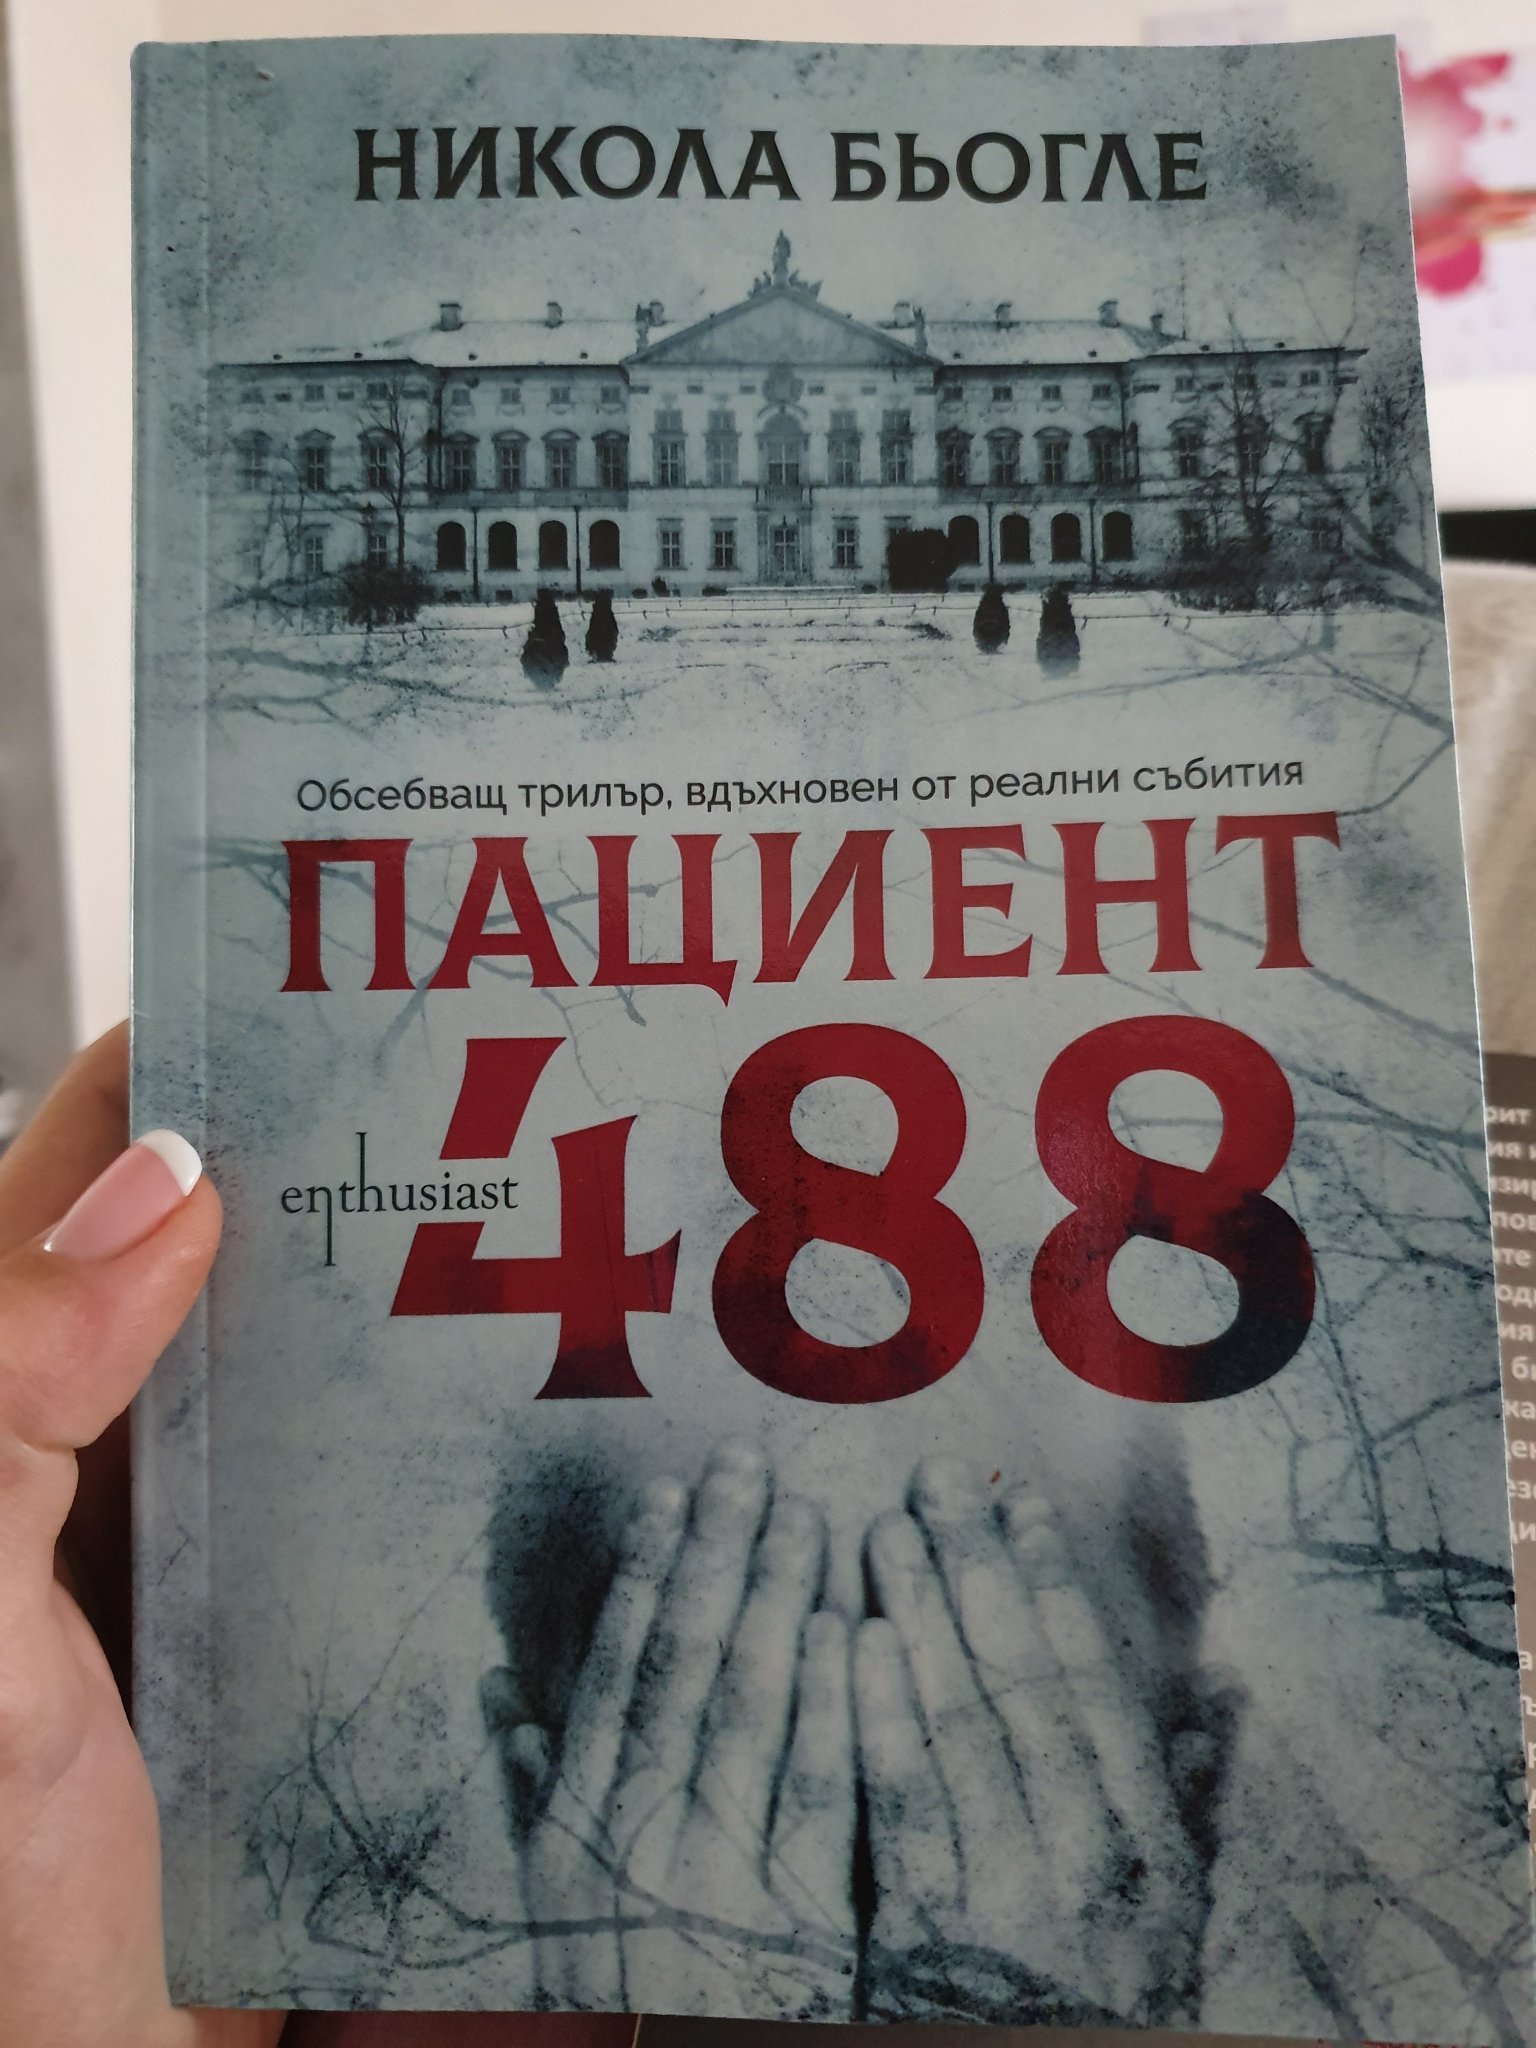 НИКОЛА БЬОГЛЕ
Обсебващ трилър, вдъхновен от реални събития
ПАЦИЕНТ
488
enthusiast